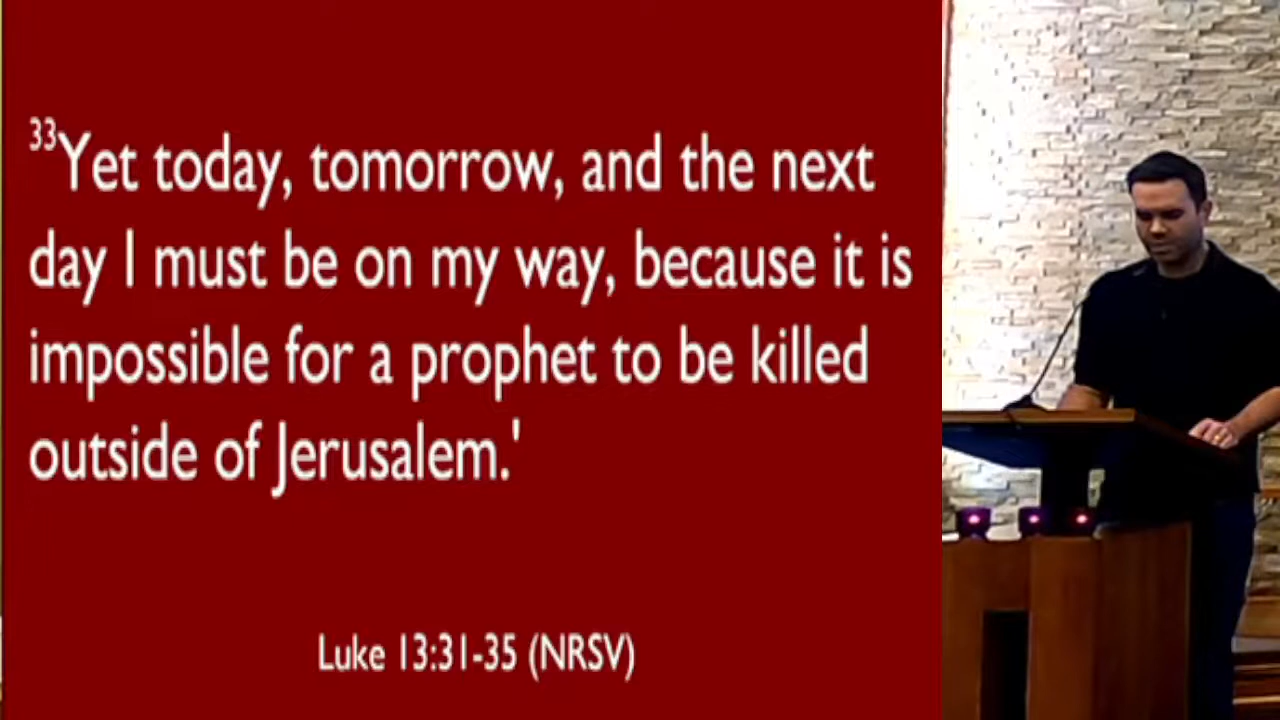 33Yet today, tomorrow, and the next
day I must be on my way, because it is
impossible for a prophet to be killed
outside of Jerusalem.'
Luke 13:31-35 (NRSV)